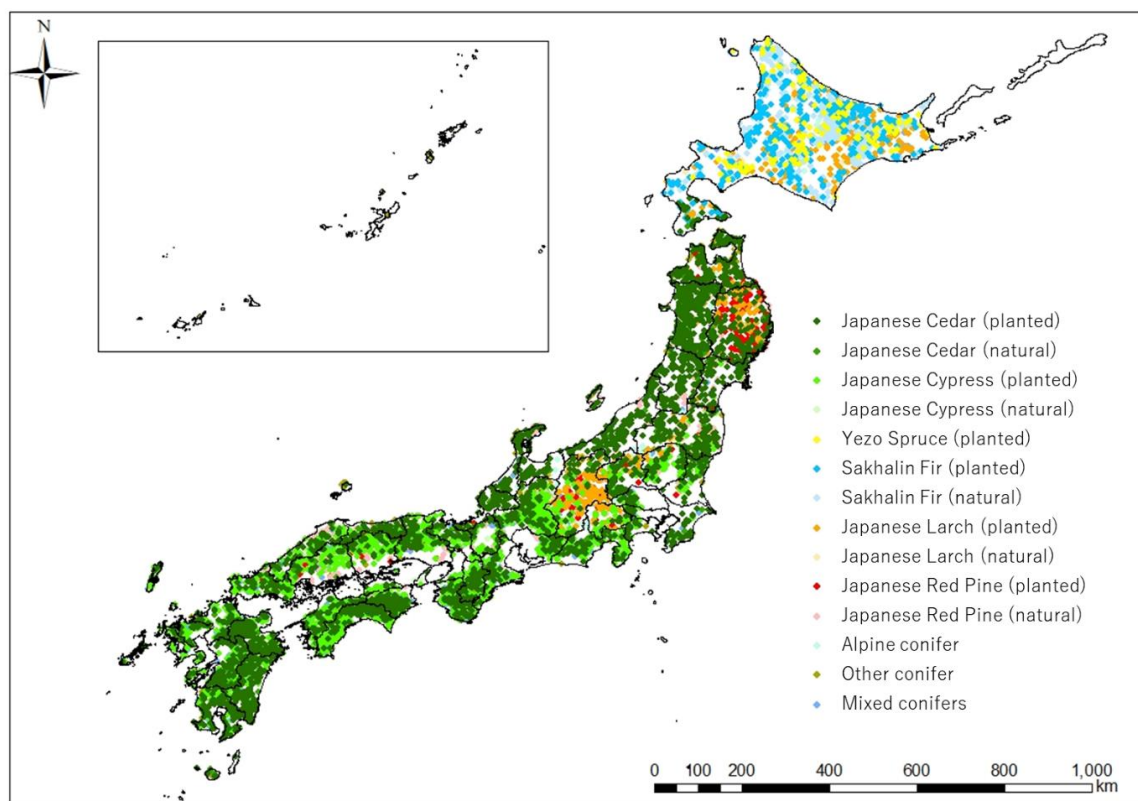 N
Japanese Cedar (planted)
Japanese Cedar (natural)
Japanese Cypress (planted)
Japanese Cypress (natural)
Yezo Spruce (planted)
Sakhalin Fir (planted)
Sakhalin Fir (natural)
Japanese Larch (planted)
Japanese Larch (natural)
Japanese Red Pine (planted)
Japanese Red Pine (natural)
Alpine conifer
Other conifer
Mixed conifers
0 100 200 400 600 800 1,000
km